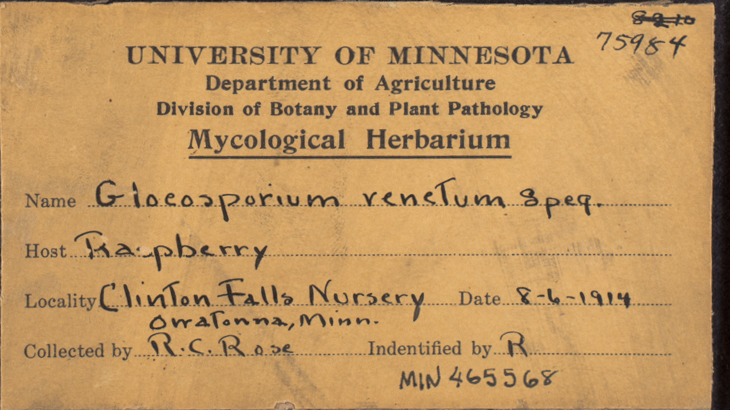 75984
UNIVERSITY OF MINNESOTA
Department of Agriculture
Division of Botany and Plant Pathology
Mycological Herbarium
Name Gloeosporium venetum Speg.
Host Raspberry
Locality Clinton Falls Nursery Date 8-6-1914
Owatonna, Minn.
Collected by R.C. Rose Indentified by R
MIN 465568